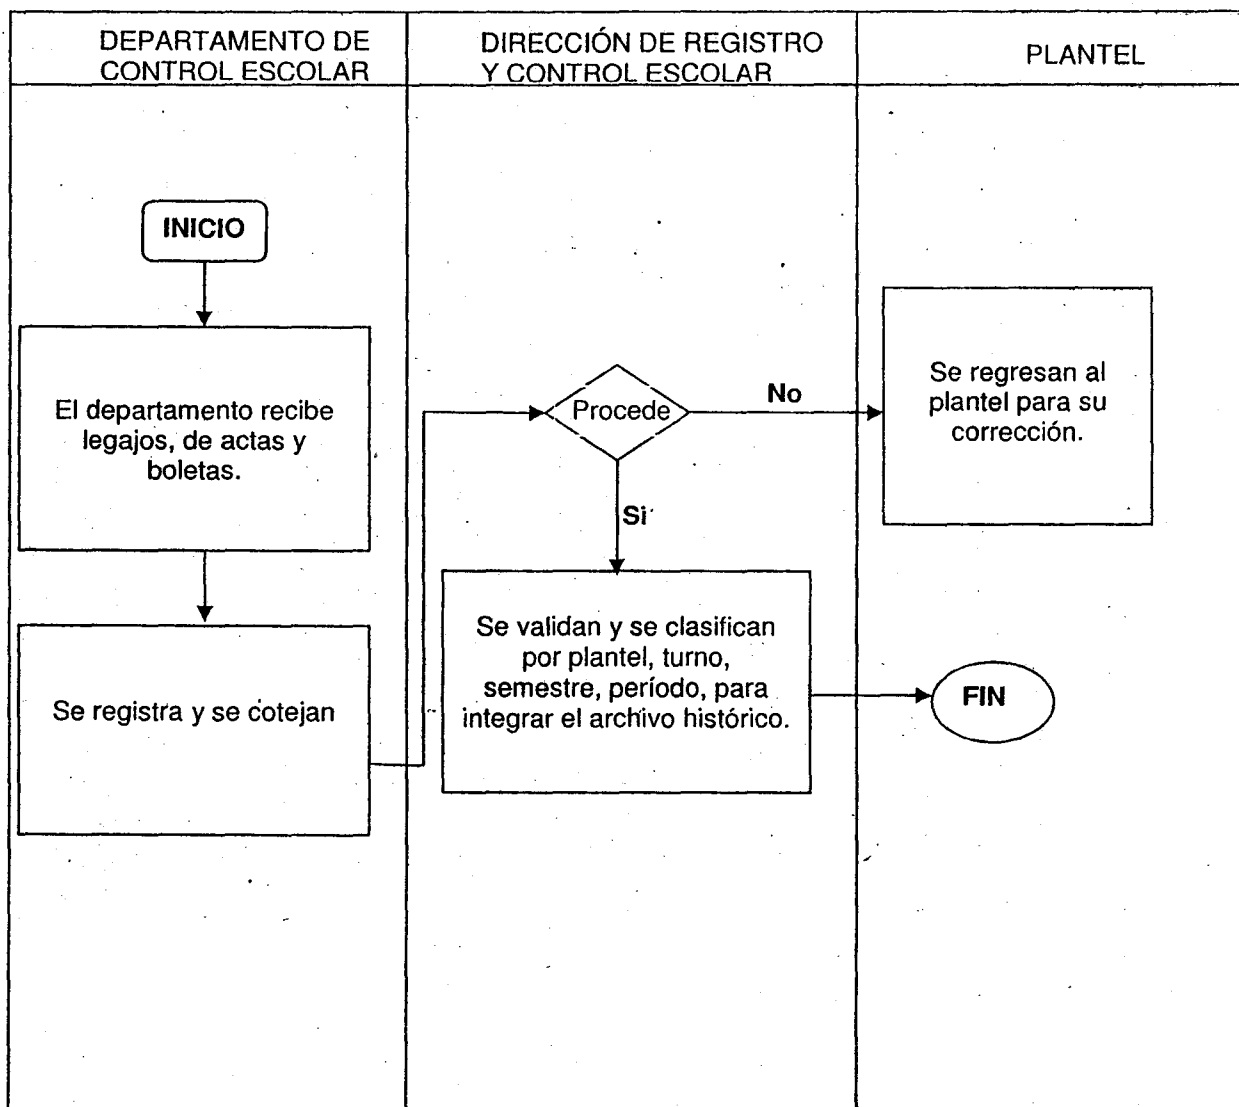 DEPARTAMENTO DE
CONTROL ESCOLAR
DIRECCIÓN DE REGISTRO
Y CONTROL ESCOLAR
PLANTEL
INICIO
El departamento recibe
legajos, de actas y
boletas.
Se registra y se cotejan
Procede
No
Se regresan al
plantel para su
corrección.
Si
Se validan y se clasifican
por plantel, turno,
semestre, período, para
integrar el archivo histórico.
FIN